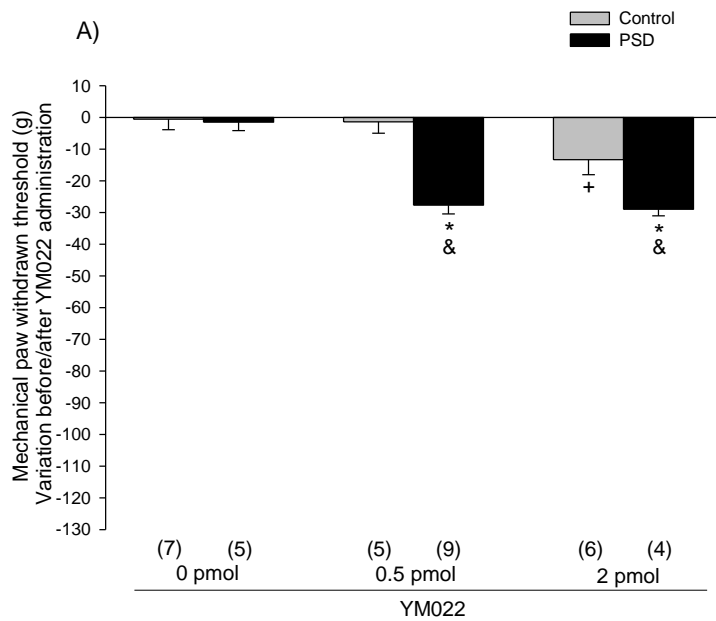 A)
Control
PSD
Mechanical paw withdrawn threshold (g)
Variation before/after YM022 administration
10
0
-10
-20
-30
-40
-50
-60
-70
-80
-90
-100
-110
-120
-130
+
*
&
*
&
(7) (5) (5) (9) (6) (4)
0 pmol 0.5 pmol 2 pmol
YM022